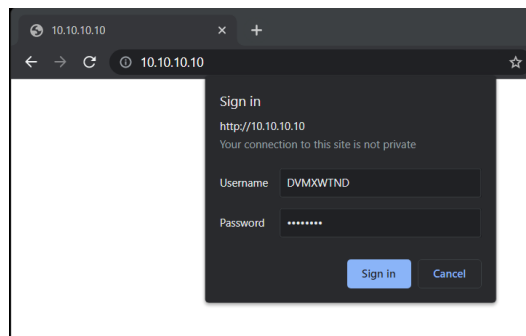 10.10.10.10
10.10.10.10
Sign in
http://10.10.10.10
Your connection to this site is not private
Username DVMXWTND
Password ••••••••
Sign in Cancel